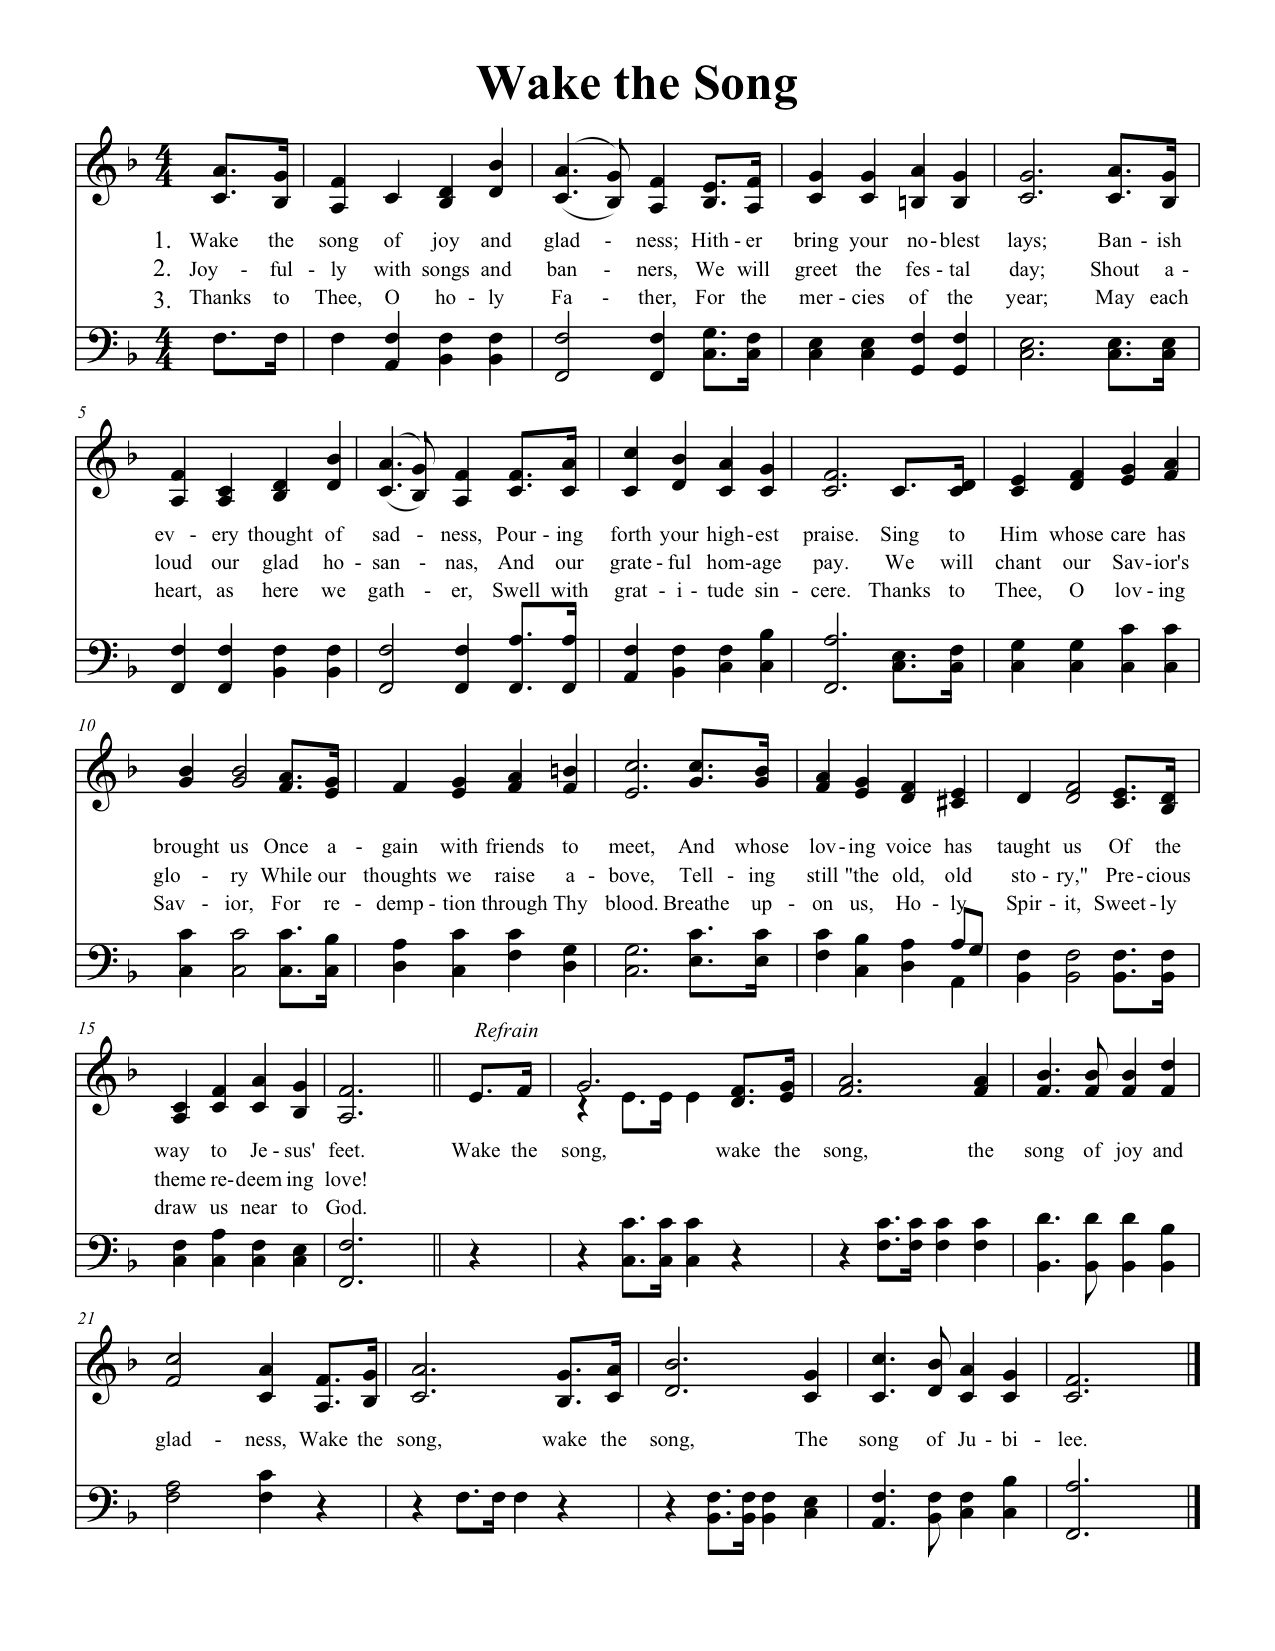 Wake the Song
1. Wake the song of joy and glad - ness; Hith - er bring your no - blest lays; Ban - ish
2. Joy - ful - ly with songs and ban - ners, We will greet the fes - tal day; Shout a -
3. Thanks to Thee, O ho - ly Fa - ther, For the mer - cies of the year; May each
5
ev - ery thought of sad - ness, Pour - ing forth your high - est praise. Sing to Him whose care has
loud our glad ho - san - nas, And our grate - ful hom - age pay. We will chant our Sav - ior's
heart, as here we gath - er, Swell with grat - i - tude sin - cere. Thanks to Thee, O lov - ing
10
brought us Once a - gain with friends to meet, And whose lov - ing voice has taught us Of the
glo - ry While our thoughts we raise a - bove, Tell - ing still "the old, old sto - ry," Pre - cious
Sav - ior, For re - demp - tion through Thy blood. Breathe up - on us, Ho - ly Spir - it, Sweet - ly
15
Refrain
way to Je - sus' feet. Wake the song, wake the song, the song of joy and
theme re - deem ing love!
draw us near to God.
21
glad - ness, Wake the song, wake the song, The song of Ju - bi - lee.